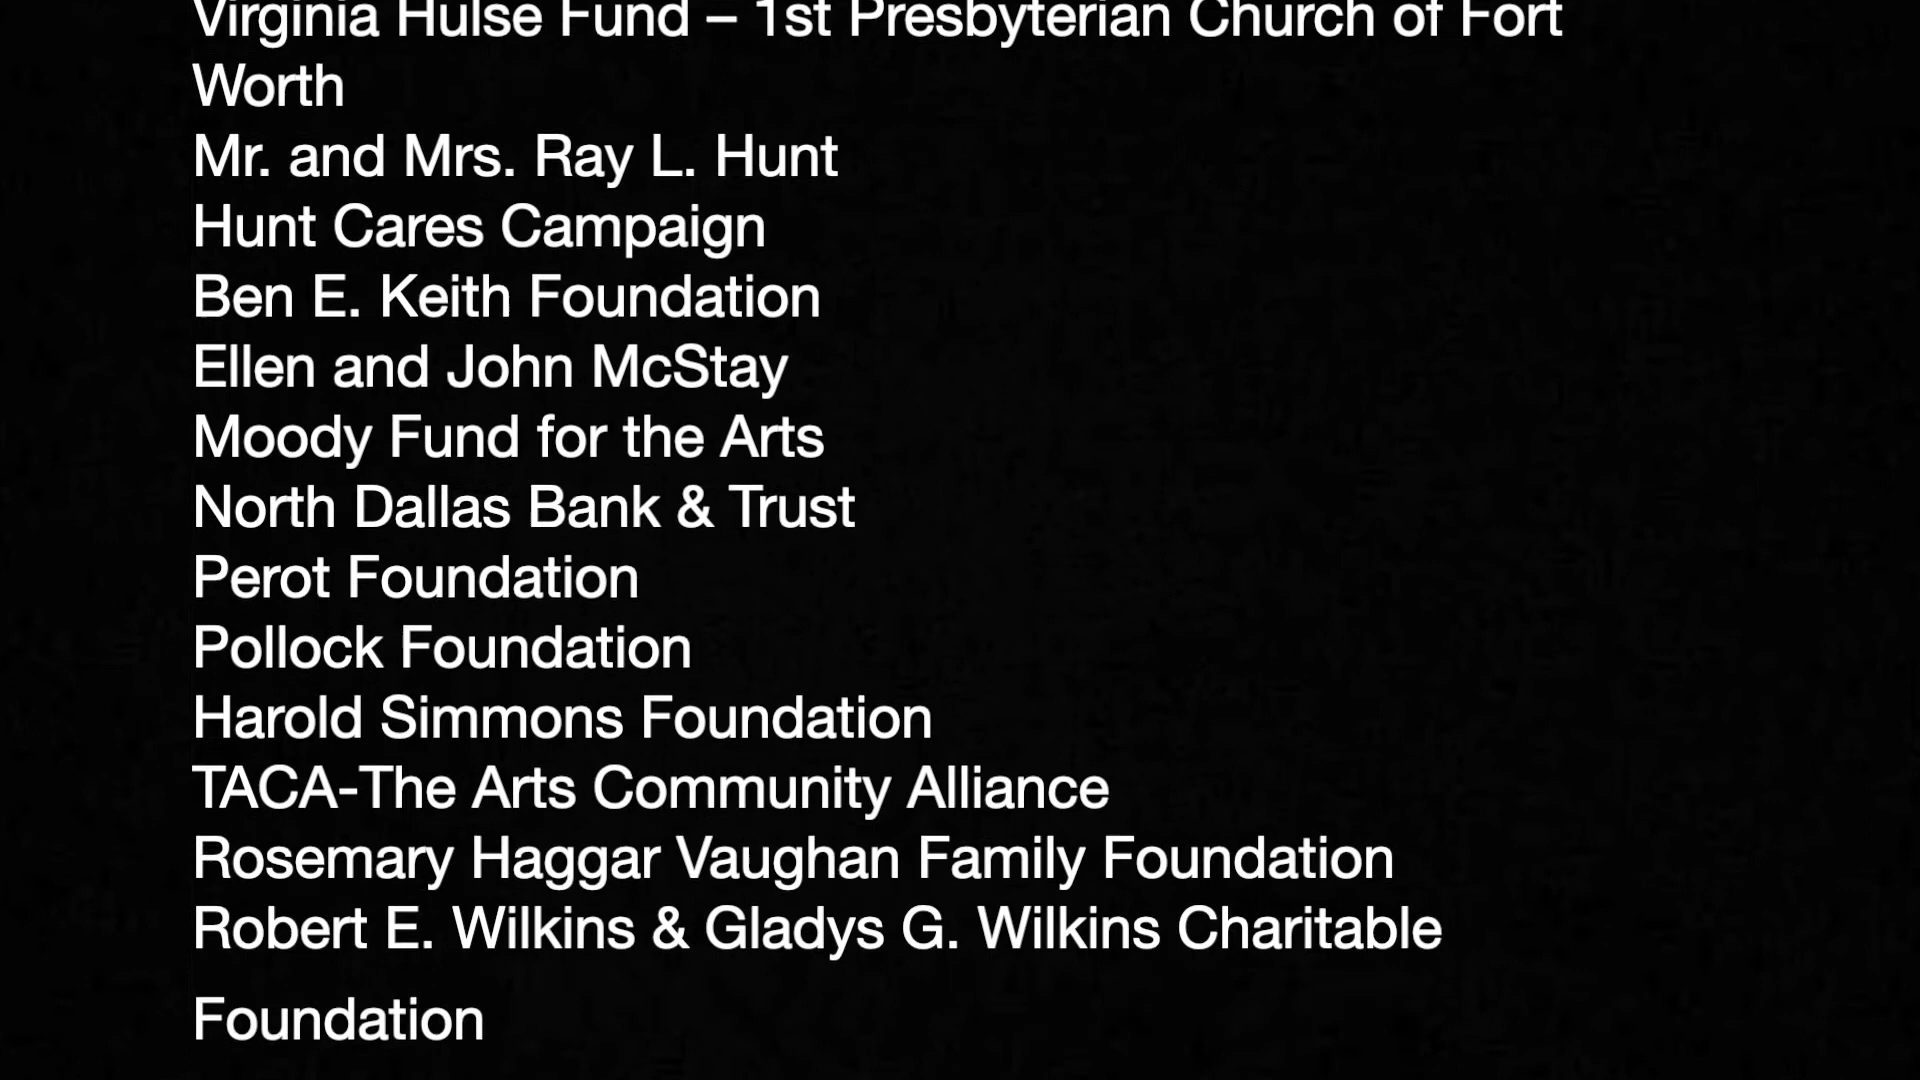 Virginia Hulse Fund – 1st Presbyterian Church of Fort
Worth
Mr. and Mrs. Ray L. Hunt
Hunt Cares Campaign
Ben E. Keith Foundation
Ellen and John McStay
Moody Fund for the Arts
North Dallas Bank & Trust
Perot Foundation
Pollock Foundation
Harold Simmons Foundation
TACA-The Arts Community Alliance
Rosemary Haggar Vaughan Family Foundation
Robert E. Wilkins & Gladys G. Wilkins Charitable
Foundation